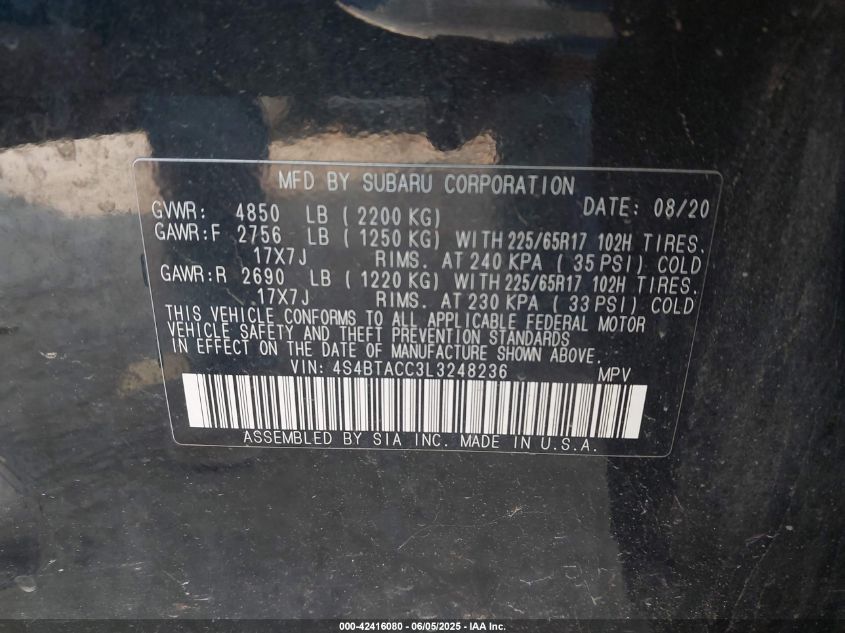 MFD BY SUBARU CORPORATION
GVWR: 4850 LB (2200 KG) DATE: 08/20
GAWR:F 2756 LB (1250 KG) WITH 225/65R17 102H TIRES.
17X7J RIMS. AT 240 KPA (35 PSI) COLD
GAWR:R 2690 LB (1220 KG) WITH 225/65R17 102H TIRES.
17X7J RIMS. AT 230 KPA (33 PSI) COLD
THIS VEHICLE CONFORMS TO ALL APPLICABLE FEDERAL MOTOR
VEHICLE SAFETY AND THEFT PREVENTION STANDARDS
IN EFFECT ON THE DATE OF MANUFACTURE SHOWN ABOVE.
VIN: 4S4BTACC3L3248236 MPV
ASSEMBLED BY SIA INC. MADE IN U.S.A.
000-42416080 - 06/05/2025 - IAA Inc.